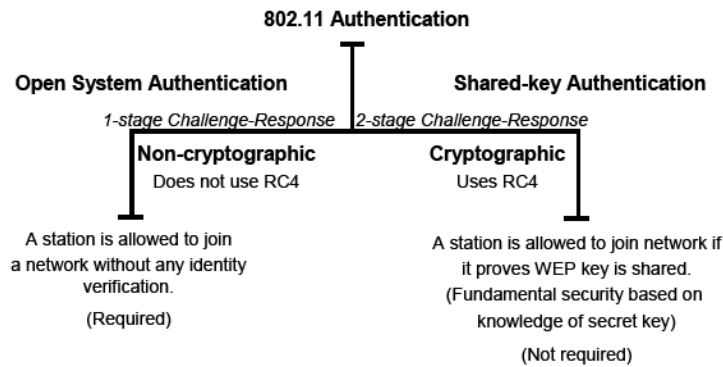 802.11 Authentication
Open System Authentication
Shared-key Authentication
1-stage Challenge-Response
2-stage Challenge-Response
Non-cryptographic
Does not use RC4
Cryptographic
Uses RC4
A station is allowed to join
a network without any identity
verification.
(Required)
A station is allowed to join network if
it proves WEP key is shared.
(Fundamental security based on
knowledge of secret key)
(Not required)